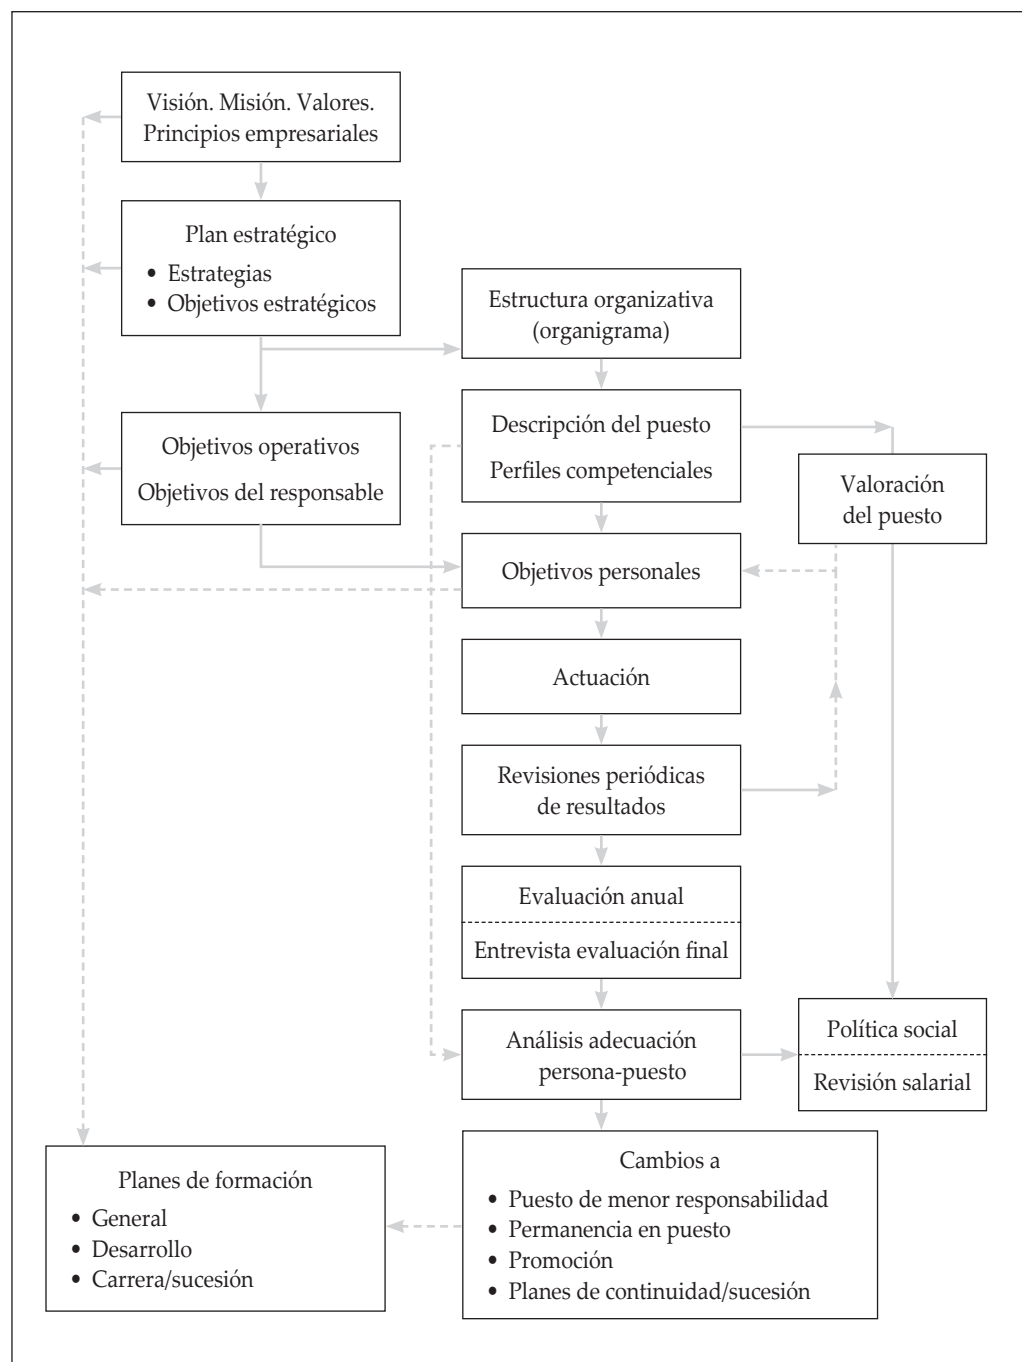 Visión. Misión. Valores.
Principios empresariales
Plan estratégico
• Estrategias
• Objetivos estratégicos
Estructura organizativa
(organigrama)
Objetivos operativos
Objetivos del responsable
Descripción del puesto
Perfiles competenciales
Valoración
del puesto
Objetivos personales
Actuación
Revisiones periódicas
de resultados
Evaluación anual
Entrevista evaluación final
Análisis adecuación
persona-puesto
Política social
Revisión salarial
Planes de formación
• General
• Desarrollo
• Carrera/sucesión
Cambios a
• Puesto de menor responsabilidad
• Permanencia en puesto
• Promoción
• Planes de continuidad/sucesión